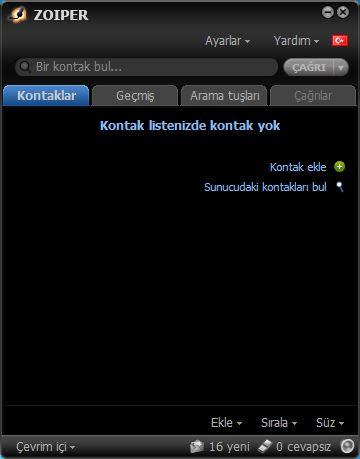 ZOIPER
Ayarlar Yardım
Bir kontak bul... ÇAĞRI
Kontaklar Geçmiş Arama tuşları Çağrılar
Kontak listenizde kontak yok
Kontak ekle
Sunucudaki kontakları bul
Ekle Sırala Süz
Çevrim içi 16 yeni 0 cevapsız